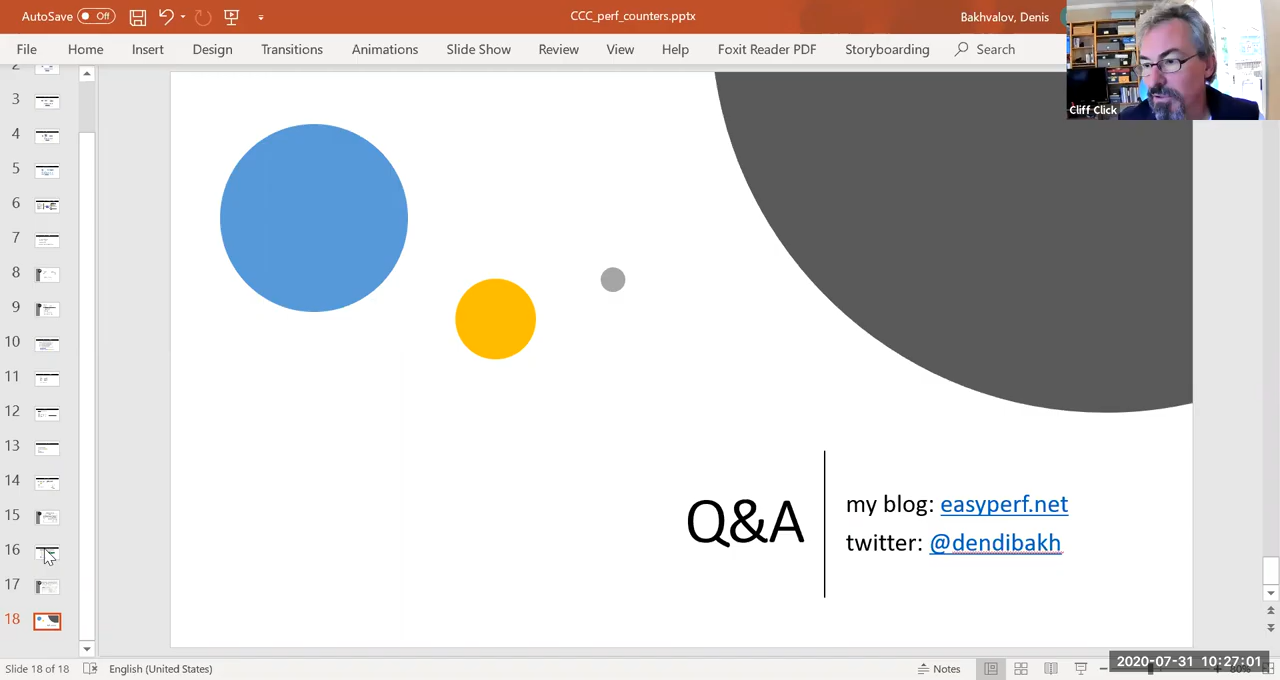 AutoSave Off
CCC_perf_counters.pptx
Bakhvalov, Denis
File Home Insert Design Transitions Animations Slide Show Review View Help Foxit Reader PDF Storyboarding Search
Cliff Click
2
3
4
5
6
7
8
9
10
11
12
13
14
15
16
17
18
Q&A
my blog: easyperf.net
twitter: @dendibakh
Slide 18 of 18
English (United States)
Notes
2020-07-31 10:27:01